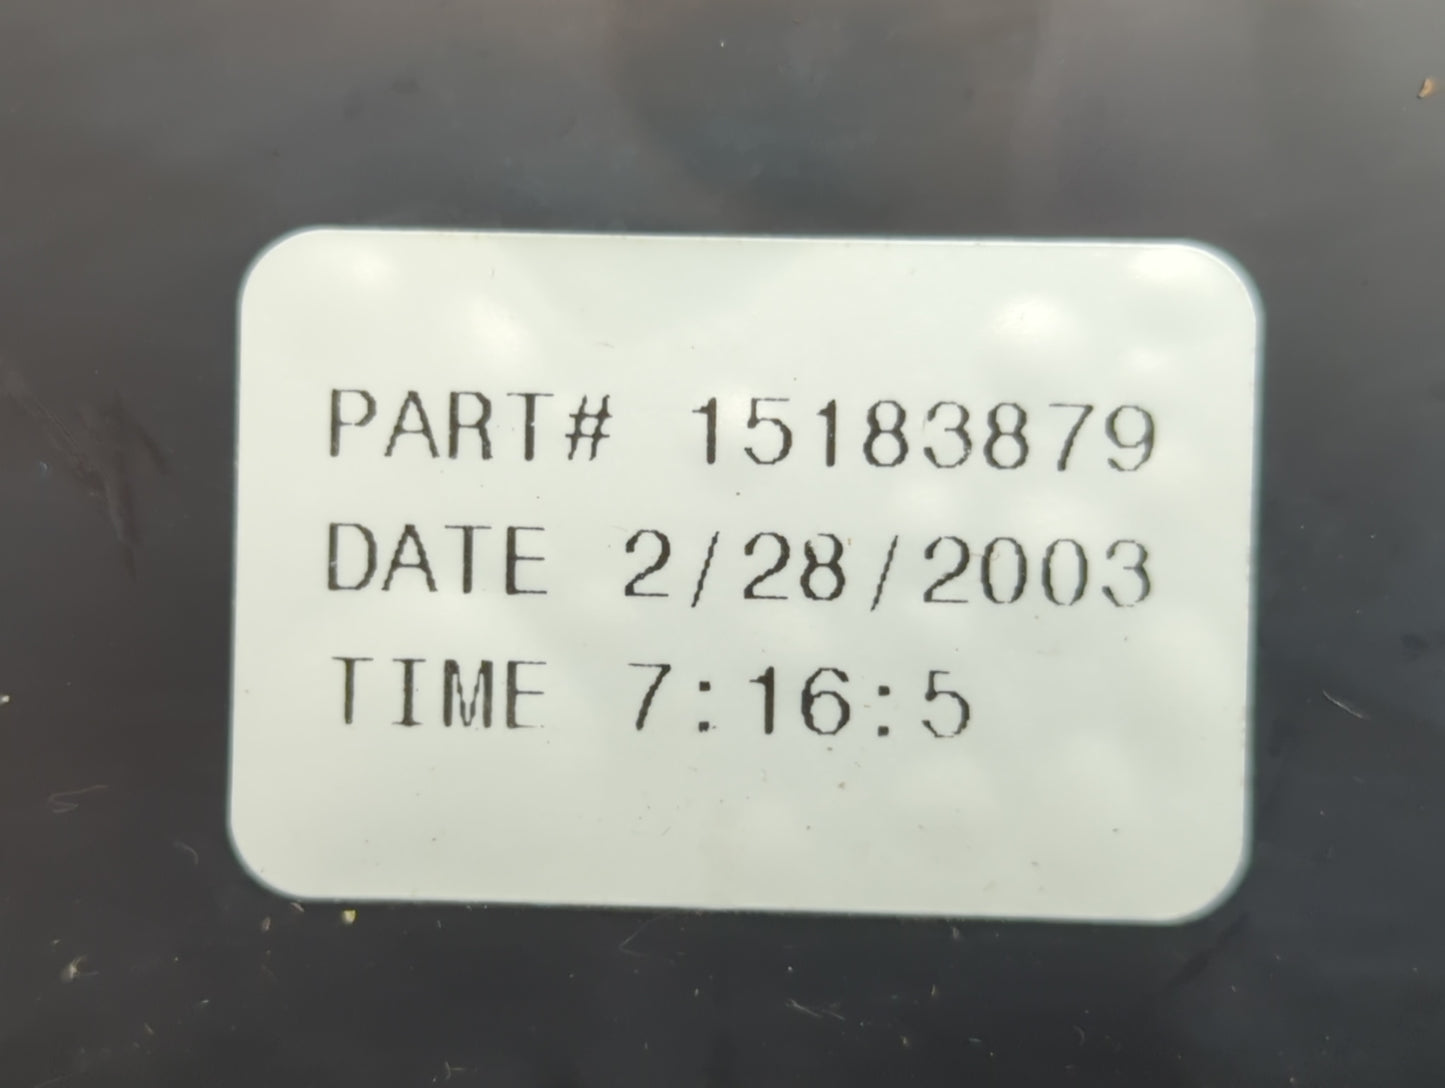 PART# 15183879
DATE 2/28/2003
TIME 7:16:5